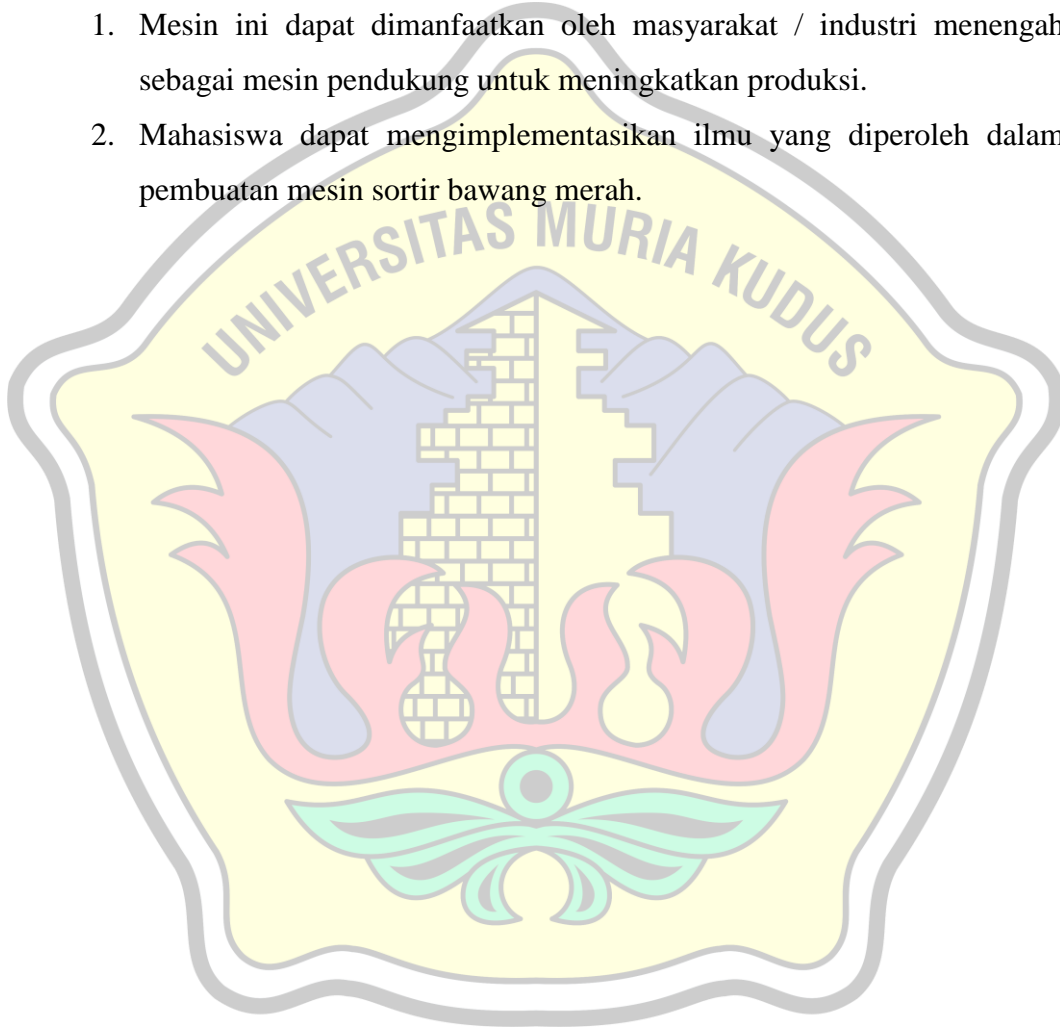 1. Mesin ini dapat dimanfaatkan oleh masyarakat / industri menengah
sebagai mesin pendukung untuk meningkatkan produksi.
2. Mahasiswa dapat mengimplementasikan ilmu yang diperoleh dalam
pembuatan mesin sortir bawang merah.
UNIVERSITAS MURIA KUDUS